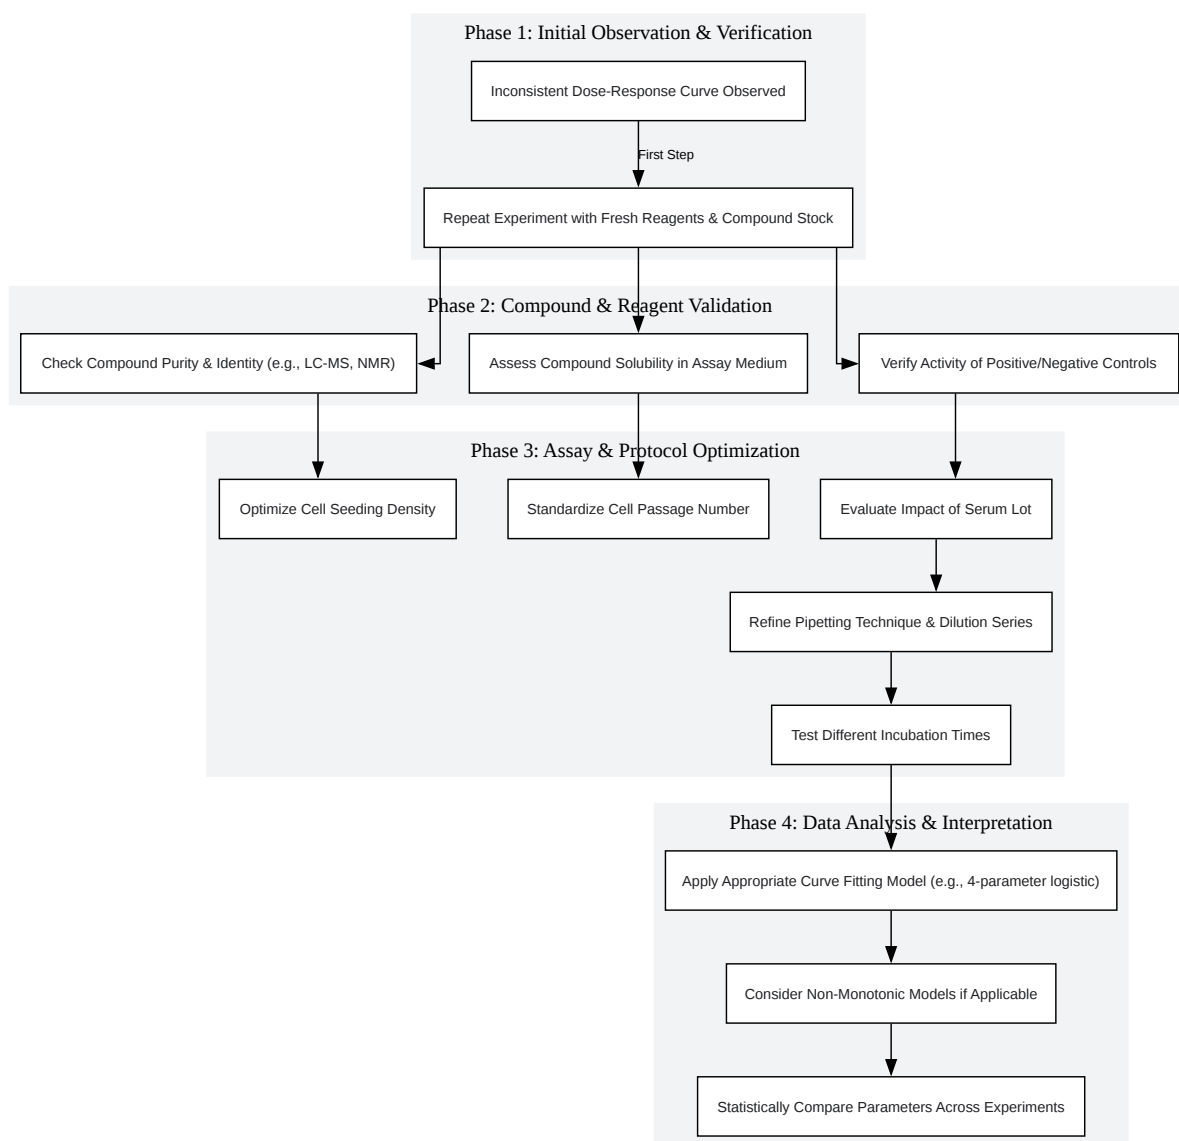 Phase 1: Initial Observation & Verification
Inconsistent Dose-Response Curve Observed
First Step
Repeat Experiment with Fresh Reagents & Compound Stock
Phase 2: Compound & Reagent Validation
Check Compound Purity & Identity (e.g., LC-MS, NMR)
Assess Compound Solubility in Assay Medium
Verify Activity of Positive/Negative Controls
Phase 3: Assay & Protocol Optimization
Optimize Cell Seeding Density
Standardize Cell Passage Number
Evaluate Impact of Serum Lot
Refine Pipetting Technique & Dilution Series
Test Different Incubation Times
Phase 4: Data Analysis & Interpretation
Apply Appropriate Curve Fitting Model (e.g., 4-parameter logistic)
Consider Non-Monotonic Models if Applicable
Statistically Compare Parameters Across Experiments